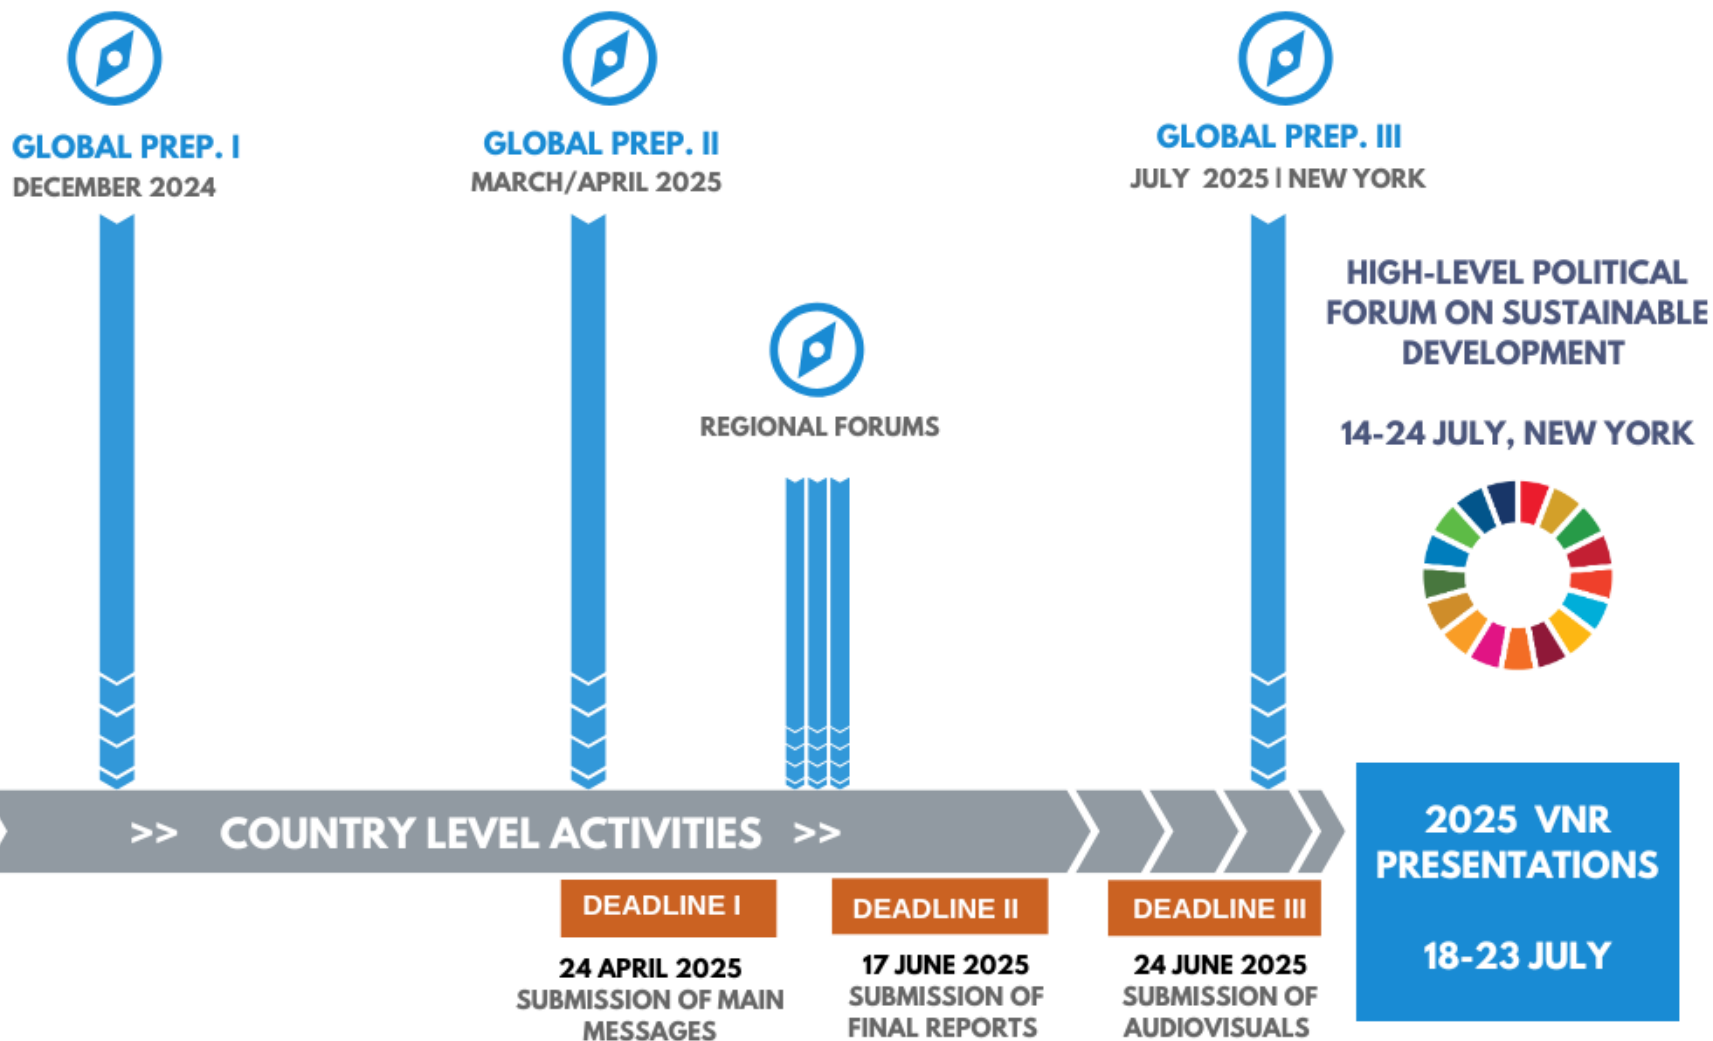 GLOBAL PREP. I
DECEMBER 2024
GLOBAL PREP. II
MARCH/APRIL 2025
GLOBAL PREP. III
JULY 2025 | NEW YORK
HIGH-LEVEL POLITICAL
FORUM ON SUSTAINABLE
DEVELOPMENT
14-24 JULY, NEW YORK
REGIONAL FORUMS
>> COUNTRY LEVEL ACTIVITIES >>
DEADLINE I
24 APRIL 2025
SUBMISSION OF MAIN
MESSAGES
DEADLINE II
17 JUNE 2025
SUBMISSION OF
FINAL REPORTS
DEADLINE III
24 JUNE 2025
SUBMISSION OF
AUDIOVISUALS
2025 VNR
PRESENTATIONS
18-23 JULY